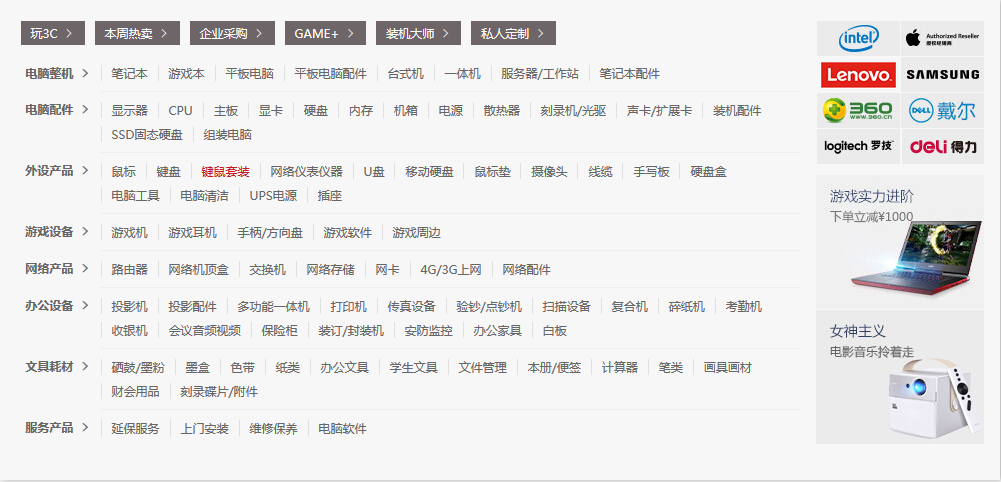 玩3C 本周热卖 企业采购 GAME+ 装机大师 私人定制
电脑整机 笔记本 游戏本 平板电脑 平板电脑配件 台式机 一体机 服务器/工作站 笔记本配件
电脑配件 显示器 CPU 主板 显卡 硬盘 内存 机箱 电源 散热器 刻录机/光驱 声卡/扩展卡 装机配件
SSD固态硬盘 组装电脑
外设产品 鼠标 键盘 键鼠套装 网络仪表仪器 U盘 移动硬盘 鼠标垫 摄像头 线缆 手写板 硬盘盒
电脑工具 电脑清洁 UPS电源 插座
游戏设备 游戏机 游戏耳机 手柄/方向盘 游戏软件 游戏周边
网络产品 路由器 网络机顶盒 交换机 网络存储 网卡 4G/3G上网 网络配件
办公设备 投影机 投影配件 多功能一体机 打印机 传真设备 验钞/点钞机 扫描设备 复合机 碎纸机 考勤机
收银机 会议音频视频 保险柜 装订/封装机 安防监控 办公家具 白板
文具耗材 硒鼓/墨粉 墨盒 色带 纸类 办公文具 学生文具 文件管理 本册/便签 计算器 笔类 画具画材
财会用品 刻录碟片/附件
服务产品 延保服务 上门安装 维修保养 电脑软件
intel Authorized Reseller
授权经销商
Lenovo SAMSUNG
360 DELL 戴尔
www.360.cn
logitech 罗技 deli 得力
游戏实力进阶
下单立减¥1000
女神主义
电影音乐拎着走